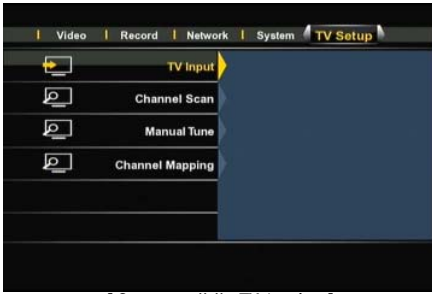 Video Record Network System TV Setup
TV Input
Channel Scan
Manual Tune
Channel Mapping